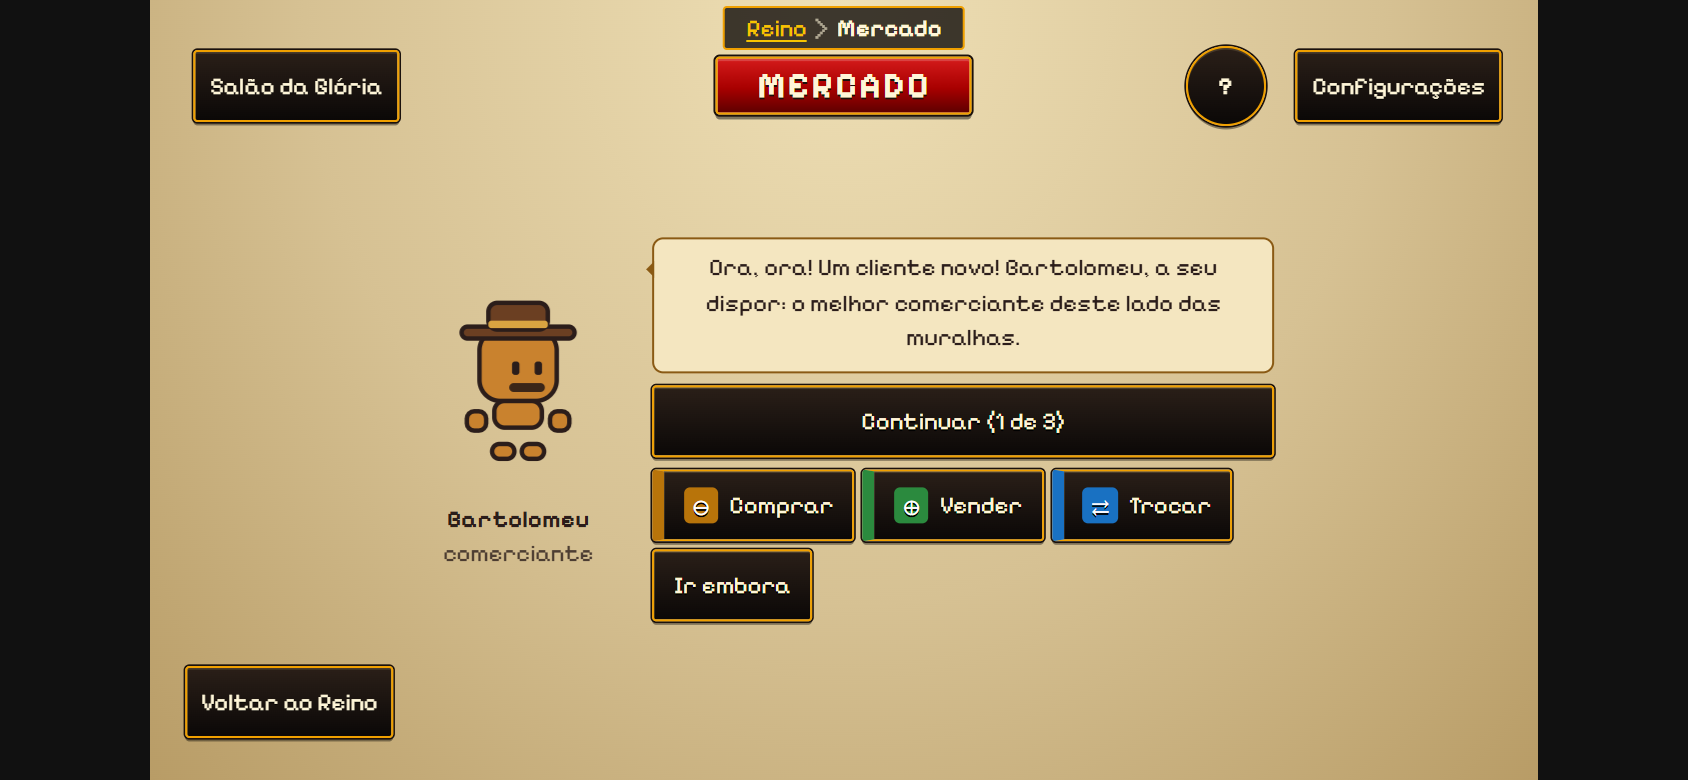 Reino > Mercado
Salão da Glória
MERCADO
?
Configurações
Ora, ora! Um cliente novo! Bartolomeu, a seu
dispor: o melhor comerciante deste lado das
muralhas.
Continuar (1 de 3)
Comprar
Vender
Trocar
Bartolomeu
comerciante
Ir embora
Voltar ao Reino